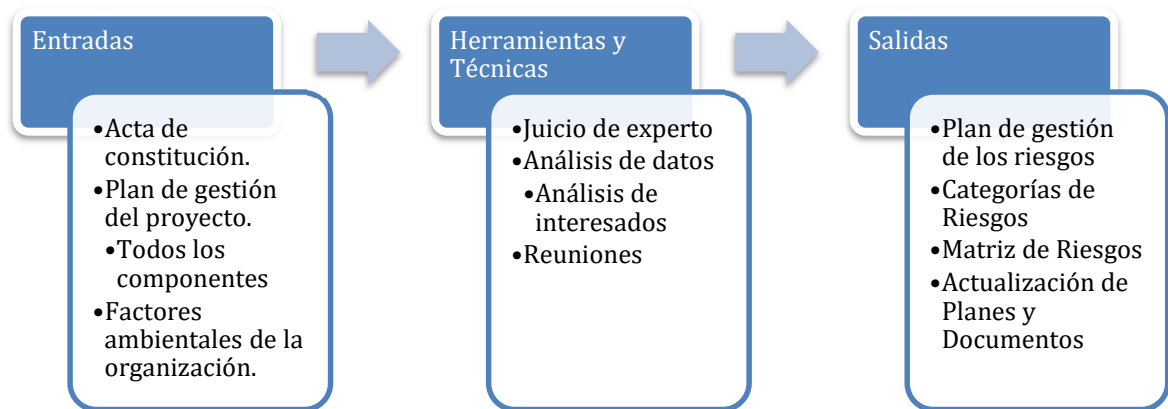 Entradas
•Acta de
constitución.
•Plan de gestión
del proyecto.
•Todos los
componentes
•Factores
ambientales de la
organización.
Herramientas y
Técnicas
•Juicio de experto
•Análisis de datos
•Análisis de
interesados
•Reuniones
Salidas
•Plan de gestión
de los riesgos
•Categorías de
Riesgos
•Matriz de Riesgos
•Actualización de
Planes y
Documentos